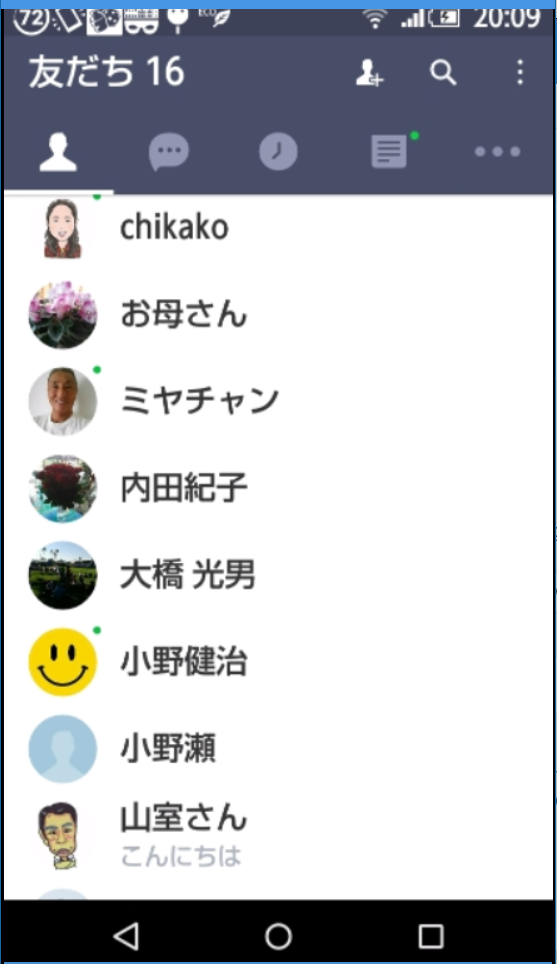 72 ECO 20:09
友だち 16
chikako
お母さん
ミヤチャン
内田紀子
大橋 光男
小野健治
小野瀬
山室さん
こんにちは